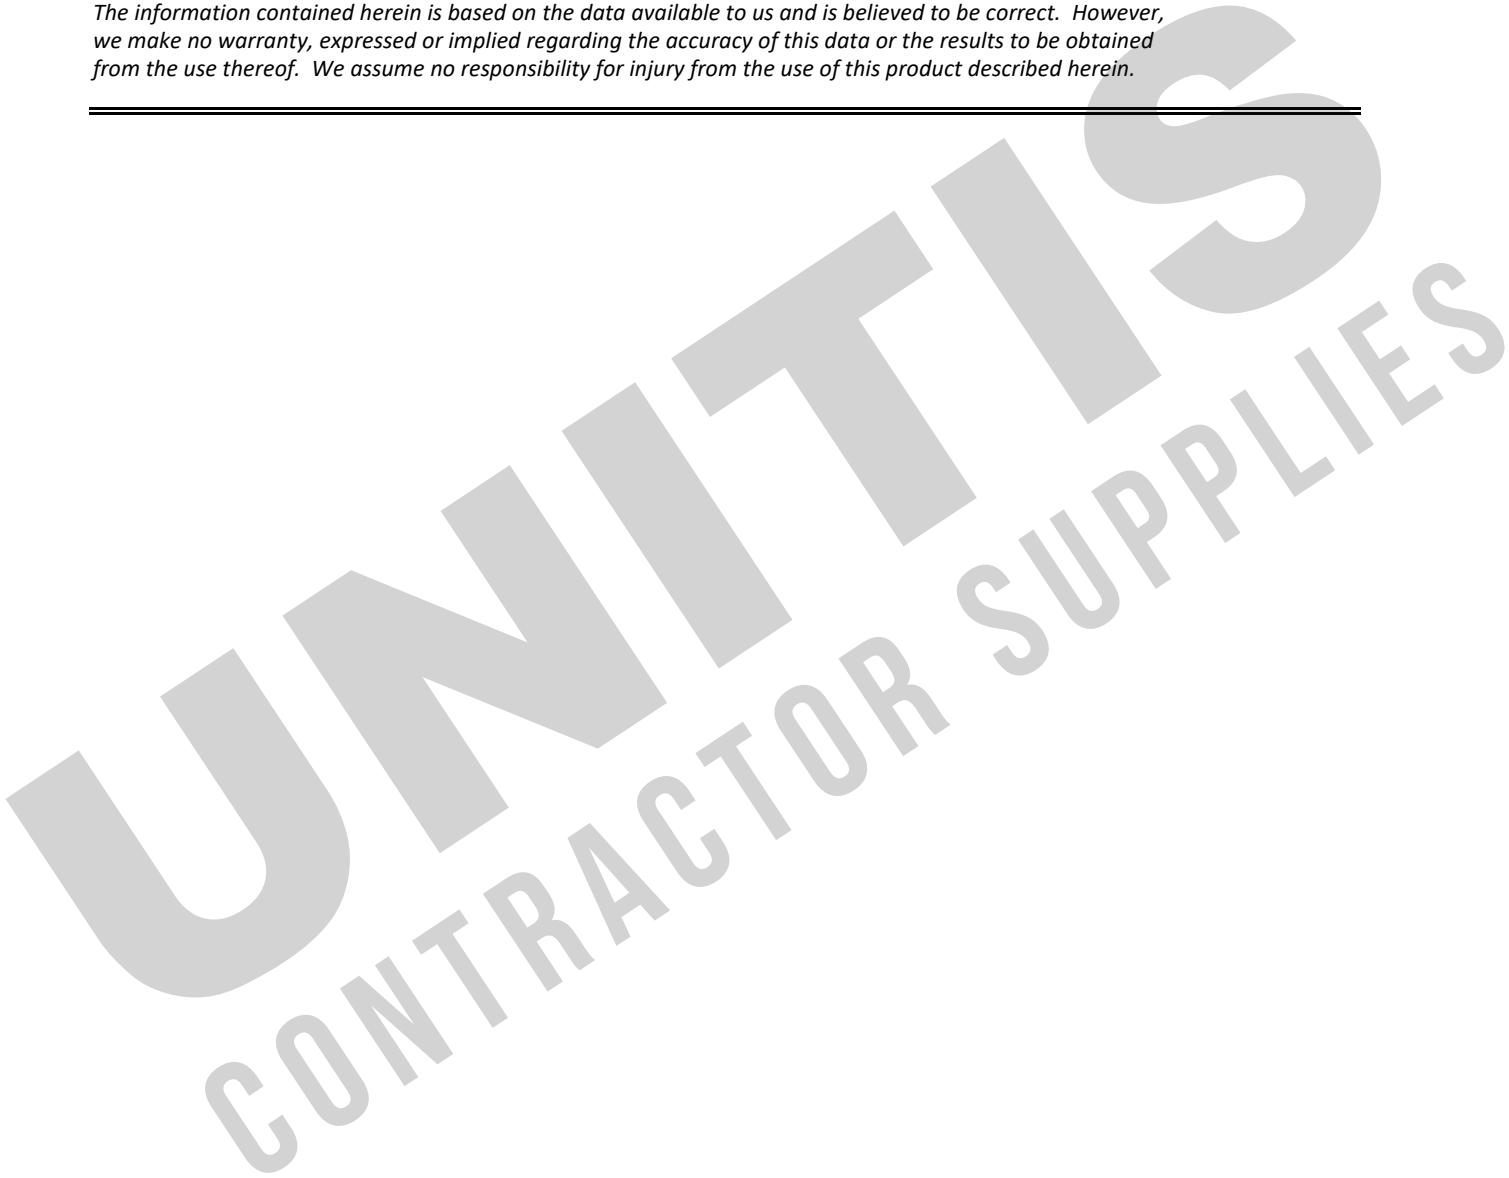 The information contained herein is based on the data available to us and is believed to be correct.  However,
we make no warranty, expressed or implied regarding the accuracy of this data or the results to be obtained
from the use thereof.  We assume no responsibility for injury from the use of this product described herein.
UNITIS
CONTRACTOR SUPPLIES